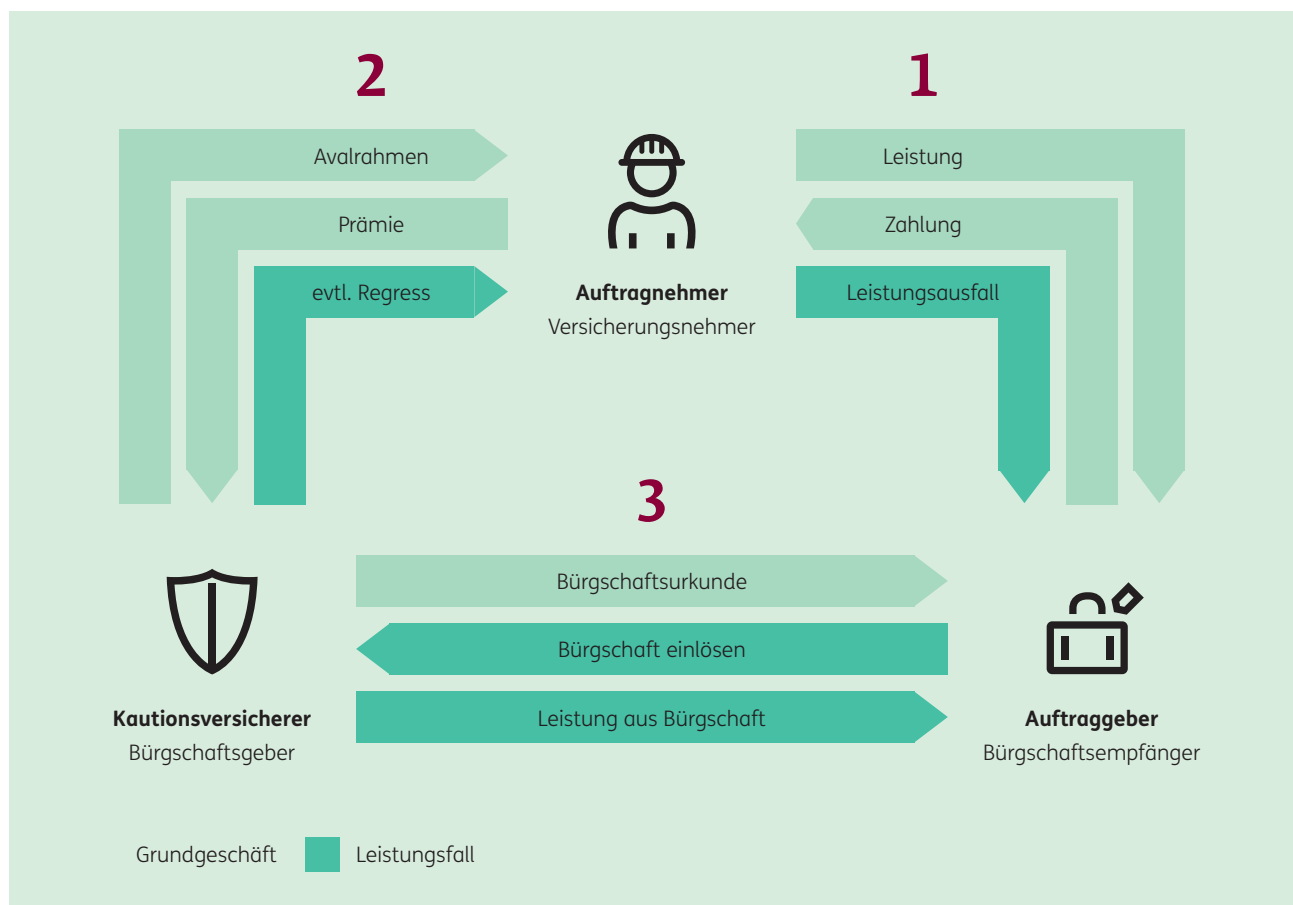 2
1
Avalrahmen
Leistung
Prämie
Zahlung
evtl. Regress
Auftragnehmer
Leistungsausfall
Versicherungsnehmer
3
Bürgschaftsurkunde
Bürgschaft einlösen
Leistung aus Bürgschaft
Kautionsversicherer
Bürgschaftsgeber
Auftraggeber
Bürgschaftsempfänger
Grundgeschäft
Leistungsfall